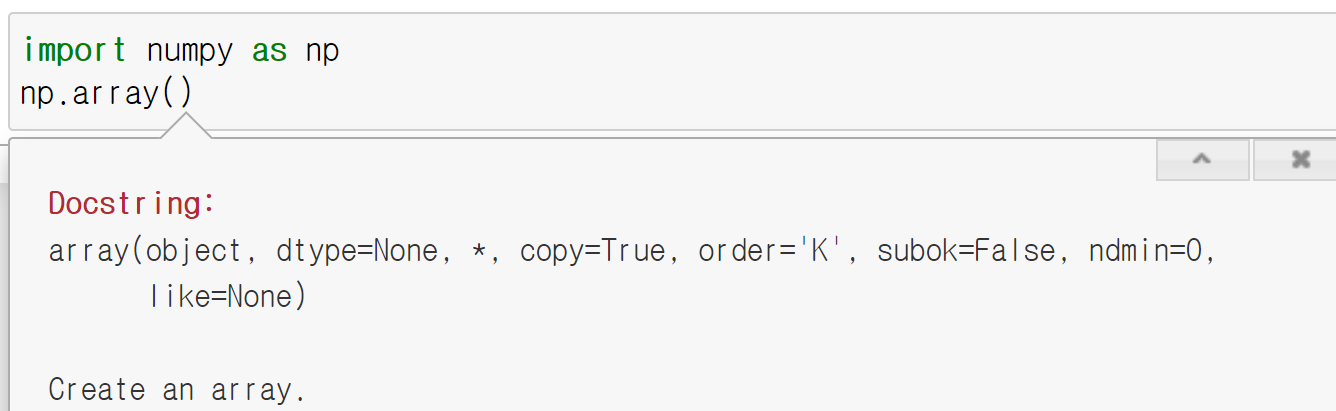 import numpy as np
np.array()
Docstring:
array(object, dtype=None, *, copy=True, order='K', subok=False, ndmin=0,
      like=None)
Create an array.